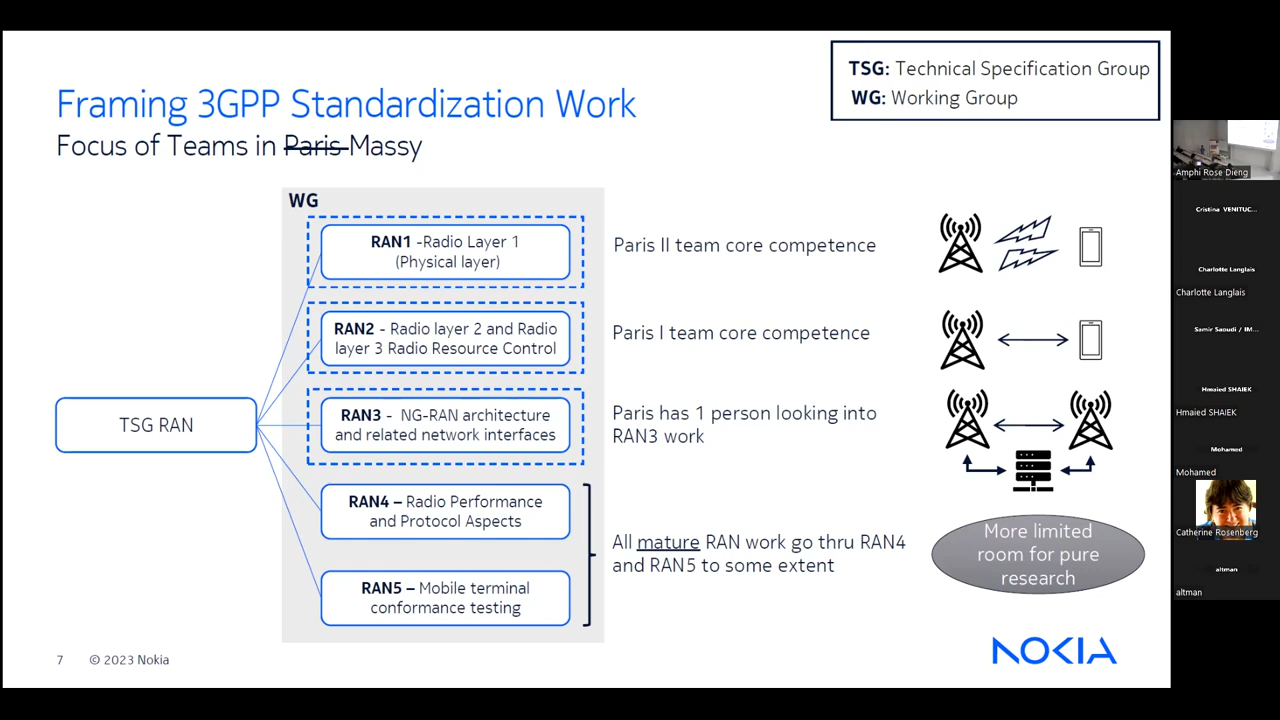 TSG: Technical Specification Group
WG: Working Group
Framing 3GPP Standardization Work
Focus of Teams in Paris Massy
WG
RAN1 -Radio Layer 1
(Physical layer)
Paris II team core competence
RAN2 - Radio layer 2 and Radio
layer 3 Radio Resource Control
Paris I team core competence
TSG RAN
RAN3 - NG-RAN architecture
and related network interfaces
Paris has 1 person looking into
RAN3 work
RAN4 – Radio Performance
and Protocol Aspects
All mature RAN work go thru RAN4
and RAN5 to some extent
More limited
room for pure
research
RAN5 – Mobile terminal
conformance testing
7 © 2023 Nokia
NOKIA
Amphi Rose Dieng
Cristina VENITUC...
Charlotte Langlais
Charlotte Langlais
Samir Saoudi / IM...
Hmaied SHAIEK
Hmaied SHAIEK
Mohamed
Mohamed
Catherine Rosenberg
altman
altman